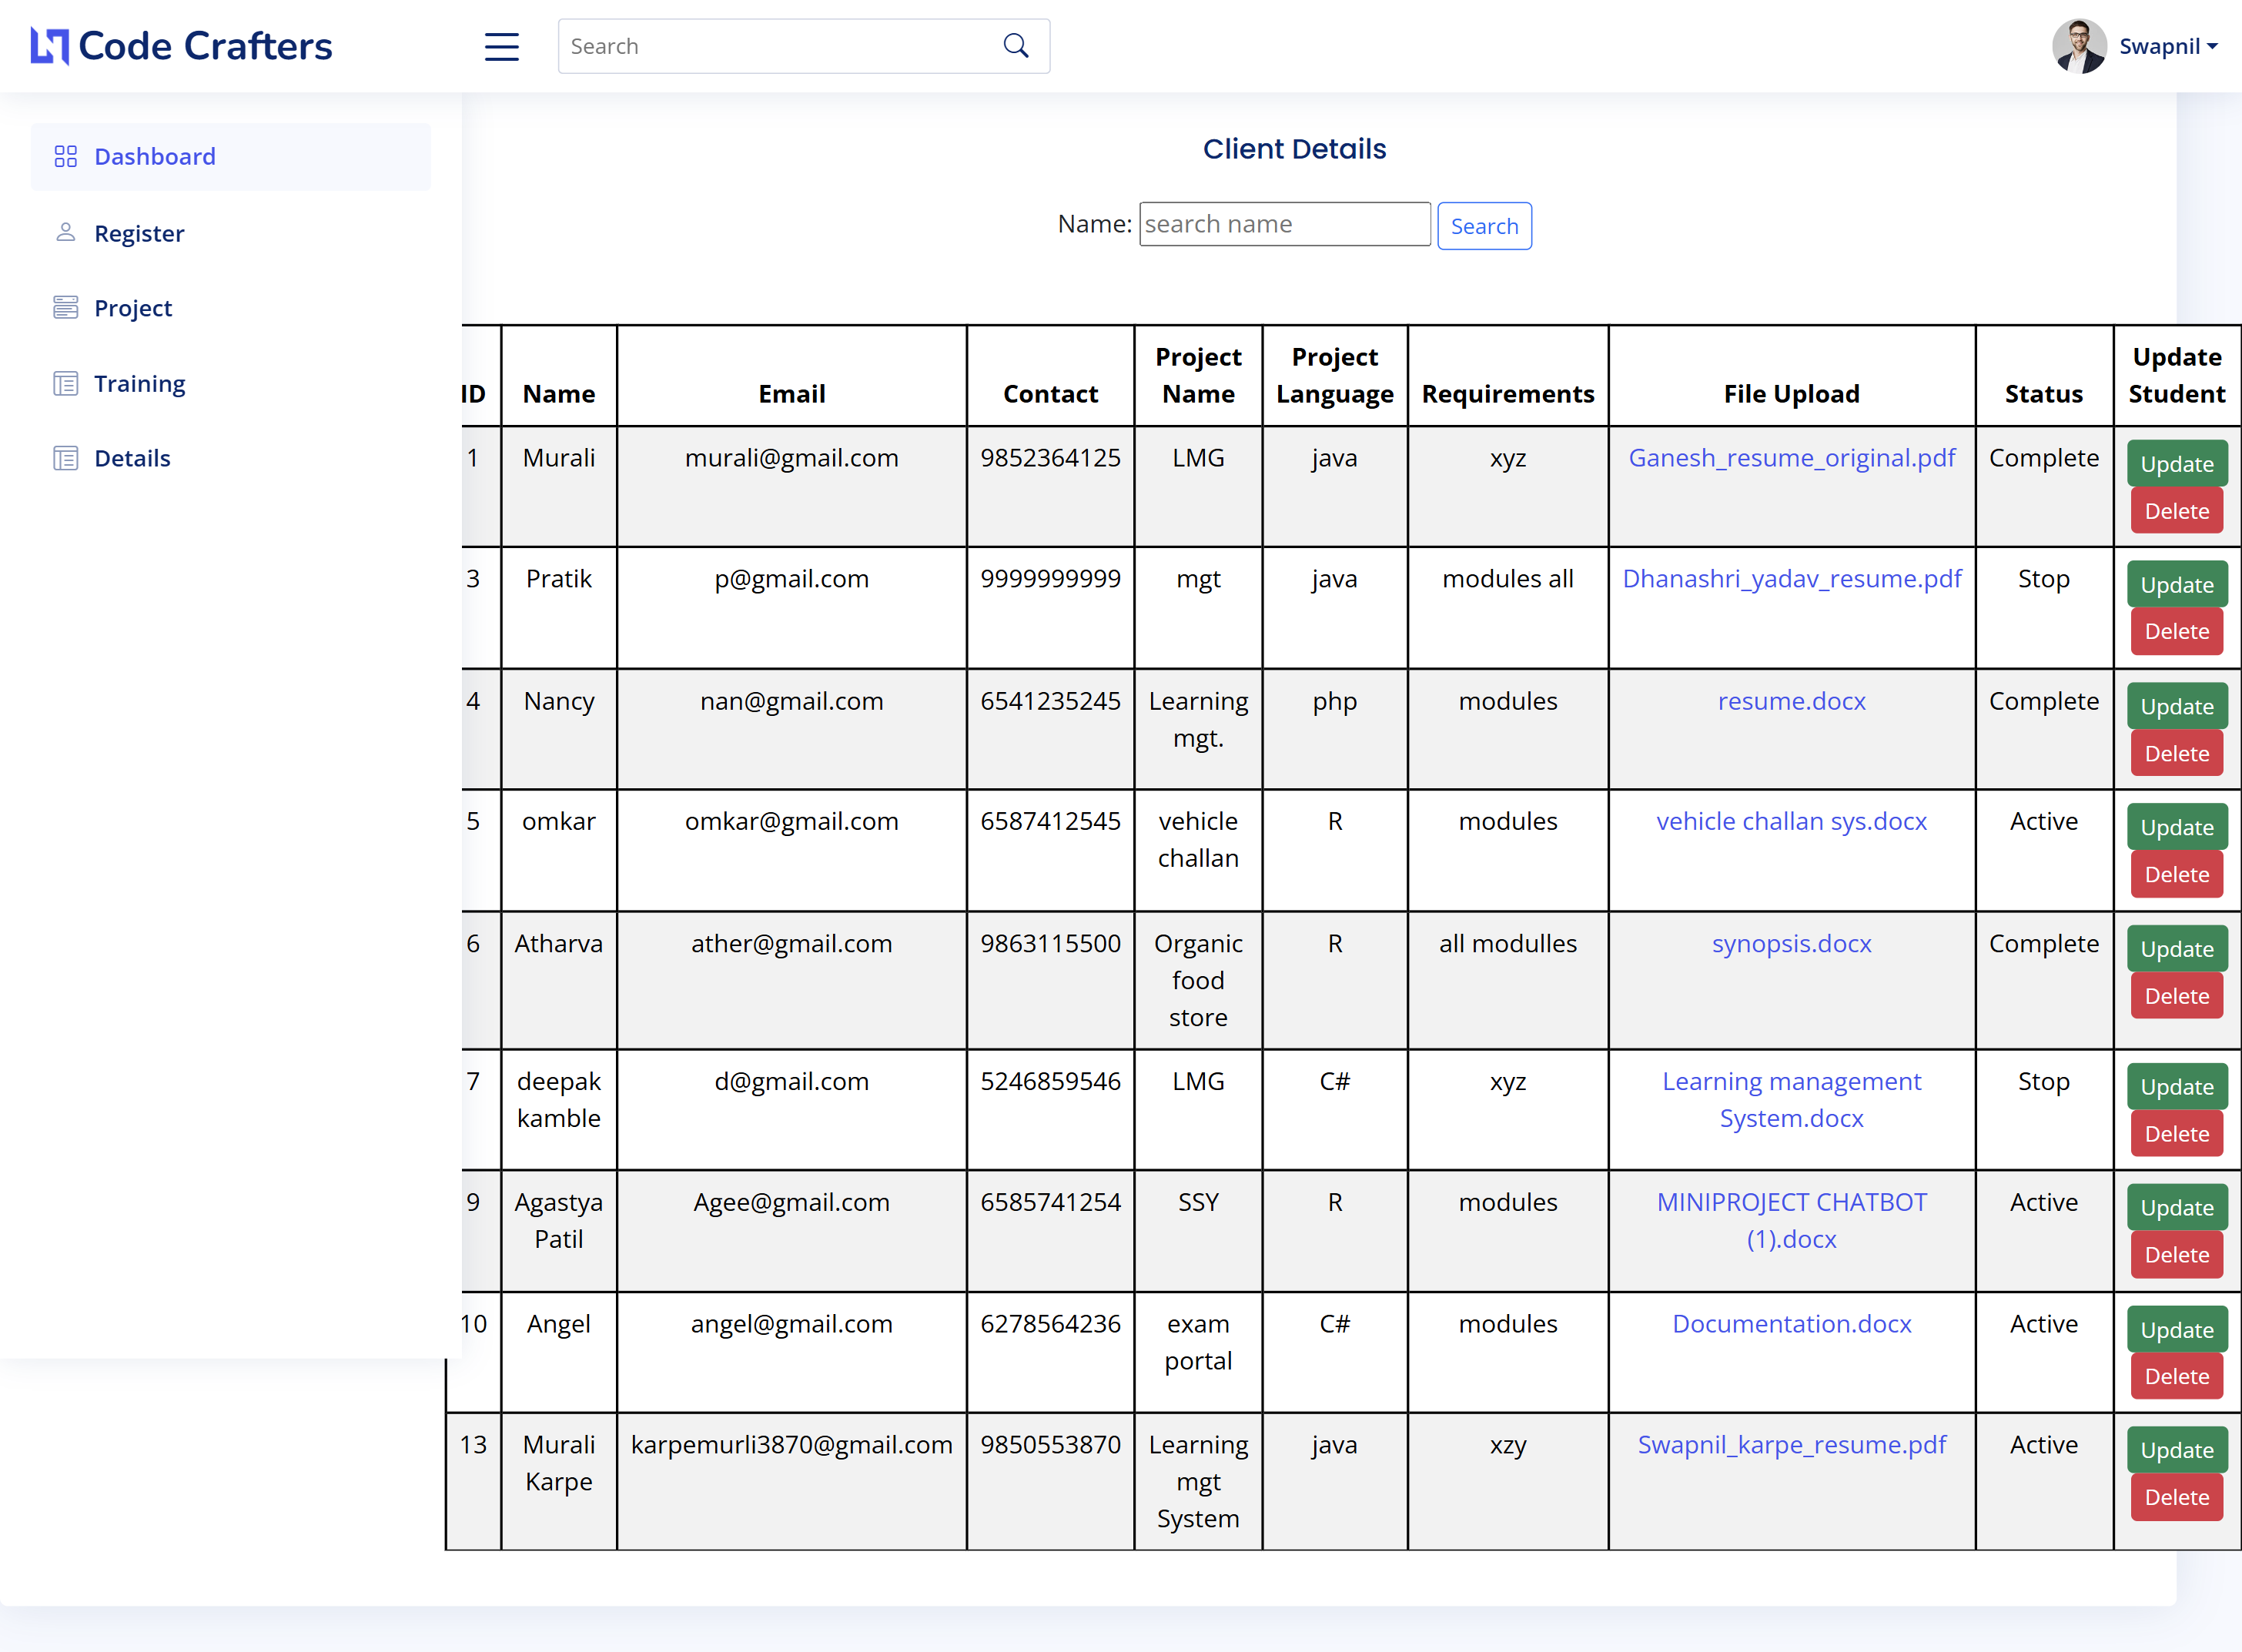 Code Crafters
Search
Swapnil
Dashboard
Register
Project
Training
Details
Client Details
Name: search name Search
ID Name Email Contact Project Name Project Language Requirements File Upload Status Update Student
1 Murali murali@gmail.com 9852364125 LMG java xyz Ganesh_resume_original.pdf Complete Update Delete
3 Pratik p@gmail.com 9999999999 mgt java modules all Dhanashri_yadav_resume.pdf Stop Update Delete
4 Nancy nan@gmail.com 6541235245 Learning mgt. php modules resume.docx Complete Update Delete
5 omkar omkar@gmail.com 6587412545 vehicle challan R modules vehicle challan sys.docx Active Update Delete
6 Atharva ather@gmail.com 9863115500 Organic food store R all modulles synopsis.docx Complete Update Delete
7 deepak kamble d@gmail.com 5246859546 LMG C# xyz Learning management System.docx Stop Update Delete
9 Agastya Patil Agee@gmail.com 6585741254 SSY R modules MINIPROJECT CHATBOT (1).docx Active Update Delete
10 Angel angel@gmail.com 6278564236 exam portal C# modules Documentation.docx Active Update Delete
13 Murali Karpe karpemurli3870@gmail.com 9850553870 Learning mgt System java xzy Swapnil_karpe_resume.pdf Active Update Delete